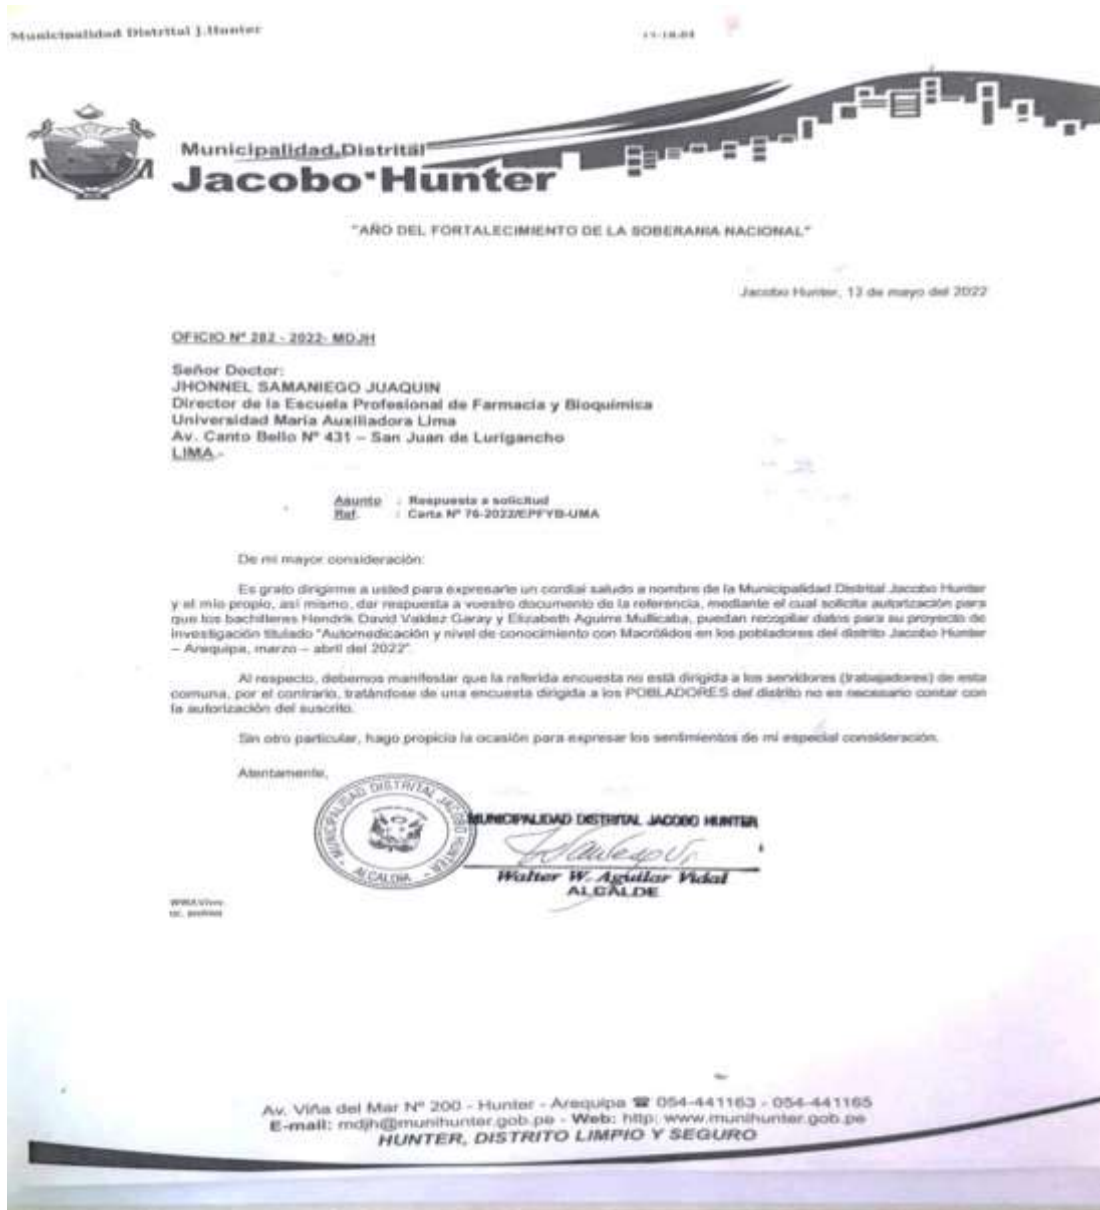 Municipalidad Distrital J.Hunter
Municipalidad Distrital
Jacobo Hunter
"AÑO DEL FORTALECIMIENTO DE LA SOBERANIA NACIONAL"
Jacobo Hunter, 13 de mayo del 2022
OFICIO Nº 282 - 2022- MDJH
Señor Doctor:
JHONNEL SAMANIEGO JUAQUIN
Director de la Escuela Profesional de Farmacia y Bioquímica
Universidad María Auxiliadora Lima
Av. Canto Bello Nº 431 – San Juan de Lurigancho
LIMA.-
Asunto : Respuesta a solicitud
Ref. : Carta Nº 76-2022/EPFYB-UMA
De mi mayor consideración:
Es grato dirigirme a usted para expresarle un cordial saludo a nombre de la Municipalidad Distrital Jacobo Hunter
y el mío propio, así mismo, dar respuesta a vuestro documento de la referencia, mediante el cual solicita autorización para
que los bachilleres Hendrik David Valdez Garay y Elizabeth Aguirre Mullicaba, puedan recopilar datos para su proyecto de
investigación titulado "Automedicación y nivel de conocimiento con Macrólidos en los pobladores del distrito Jacobo Hunter
– Arequipa, marzo – abril del 2022".
Al respecto, debemos manifestar que la referida encuesta no está dirigida a los servidores (trabajadores) de esta
comuna, por el contrario, tratándose de una encuesta dirigida a los POBLADORES del distrito no es necesario contar con
la autorización del suscrito.
Sin otro particular, hago propicia la ocasión para expresar los sentimientos de mi especial consideración.
Atentamente,
MUNICIPALIDAD DISTRITAL JACOBO HUNTER
ALCALDIA
MUNICIPALIDAD DISTRITAL JACOBO HUNTER
Walter W. Aguilar Vidal
ALCALDE
Av. Viña del Mar Nº 200 - Hunter - Arequipa ☎ 054-441163 - 054-441165
E-mail: mdjh@munihunter.gob.pe - Web: http: www.munihunter.gob.pe
HUNTER, DISTRITO LIMPIO Y SEGURO